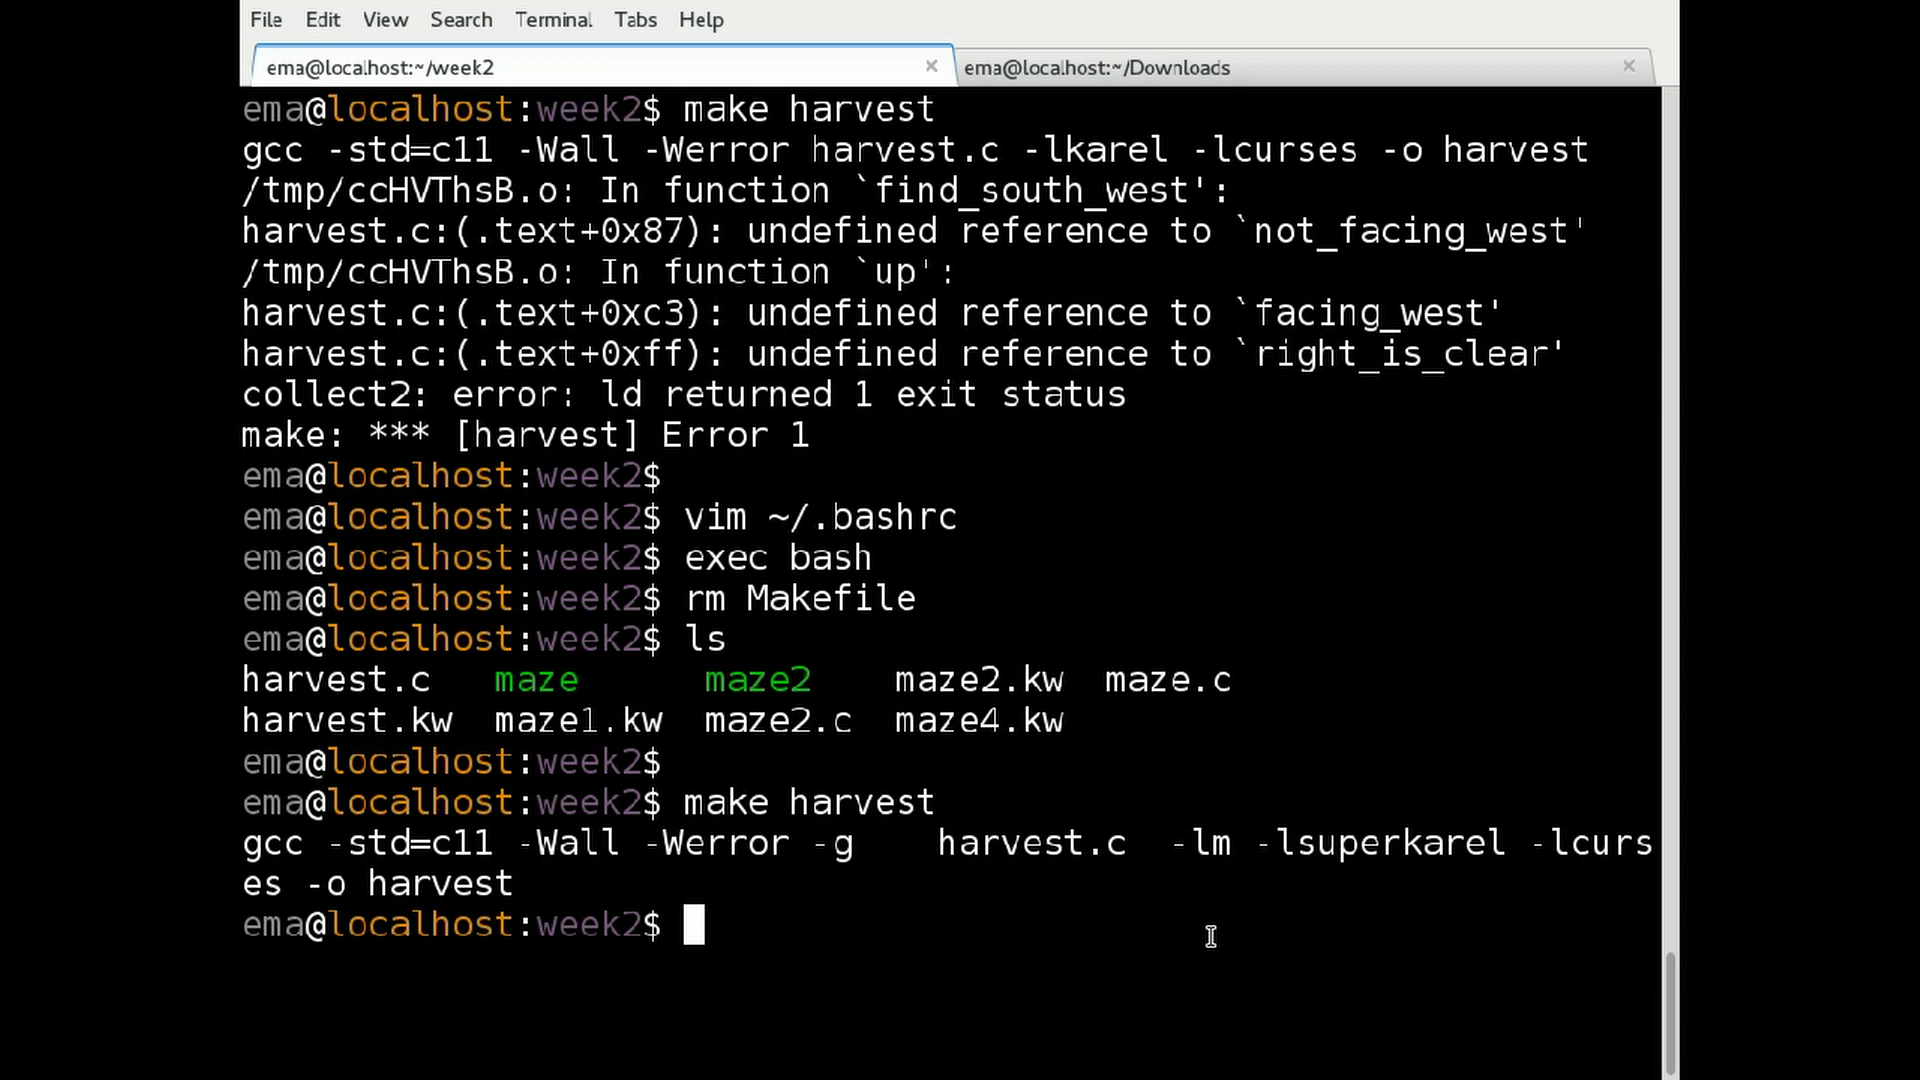 File Edit View Search Terminal Tabs Help
ema@localhost:~/week2 × ema@localhost:~/Downloads ×
ema@localhost:week2$ make harvest
gcc -std=c11 -Wall -Werror harvest.c -lkarel -lcurses -o harvest
/tmp/ccHVThsB.o: In function `find_south_west':
harvest.c:(.text+0x87): undefined reference to `not_facing_west'
/tmp/ccHVThsB.o: In function `up':
harvest.c:(.text+0xc3): undefined reference to `facing_west'
harvest.c:(.text+0xff): undefined reference to `right_is_clear'
collect2: error: ld returned 1 exit status
make: *** [harvest] Error 1
ema@localhost:week2$
ema@localhost:week2$ vim ~/.bashrc
ema@localhost:week2$ exec bash
ema@localhost:week2$ rm Makefile
ema@localhost:week2$ ls
harvest.c maze maze2 maze2.kw maze.c
harvest.kw maze1.kw maze2.c maze4.kw
ema@localhost:week2$
ema@localhost:week2$ make harvest
gcc -std=c11 -Wall -Werror -g harvest.c -lm -lsuperkarel -lcurs
es -o harvest
ema@localhost:week2$